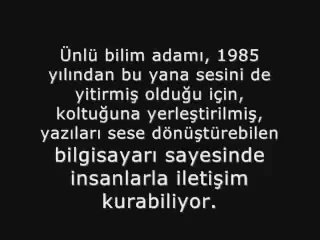 Ünlü bilim adamı, 1985
yılından bu yana sesini de
yitirmiş olduğu için,
koltuğuna yerleştirilmiş,
yazıları sese dönüştürebilen
bilgisayarı sayesinde
insanlarla iletişim
kurabiliyor.